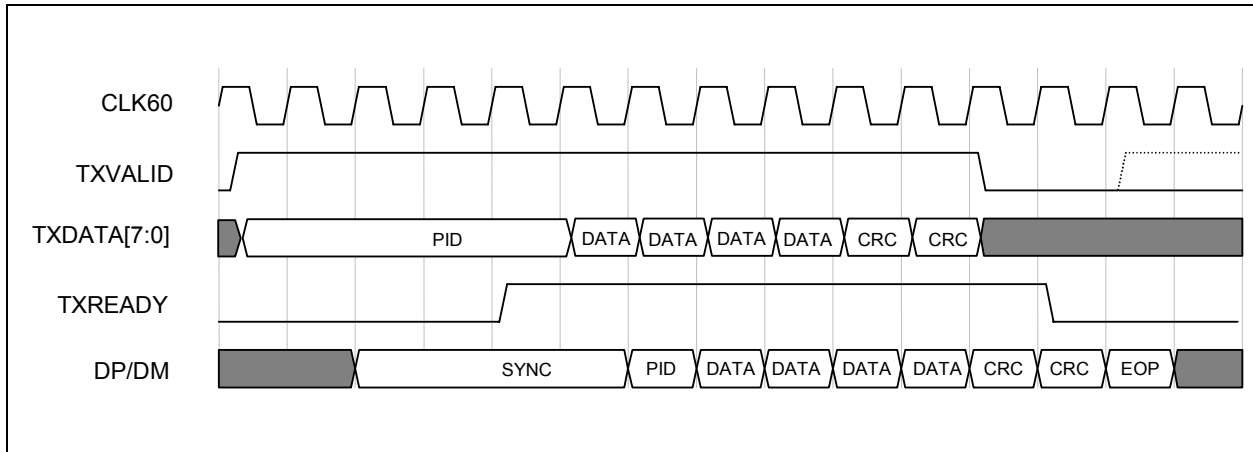 CLK60
TXVALID
TXDATA[7:0] PID DATA DATA DATA DATA CRC CRC
TXREADY
DP/DM SYNC PID DATA DATA DATA DATA CRC CRC EOP